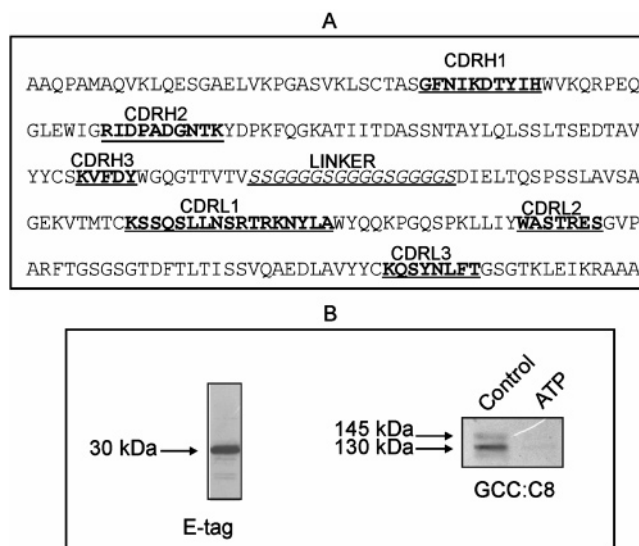 A
CDRH1
AAQPAMAQVKLQESGAELVKPGASVKLSCTASGFNIKDTYIHWVKQRPEQ
CDRH2
GLEWIGRIDPADGNTKYDPKFQGKATIITDASSNTAYLQLSSLTSEDTAV
CDRH3 LINKER
YYCSKVFDYWGQGTTVTVSSGGGGSGGGGSGGGGSDIELTQSPSSLAVSA
CDRL1 CDRL2
GEKVTMTCKSSQSLLNSRTRKNYLAWYQQKPGQSPKLLIYWASTRESGVP
CDRL3
ARFTGSGSGTDFTLTISSVQAEDLAVYYCKQSYNLFTGSGTKLEIKRAAA
B
Control ATP
30 kDa
145 kDa
130 kDa
E-tag
GCC:C8